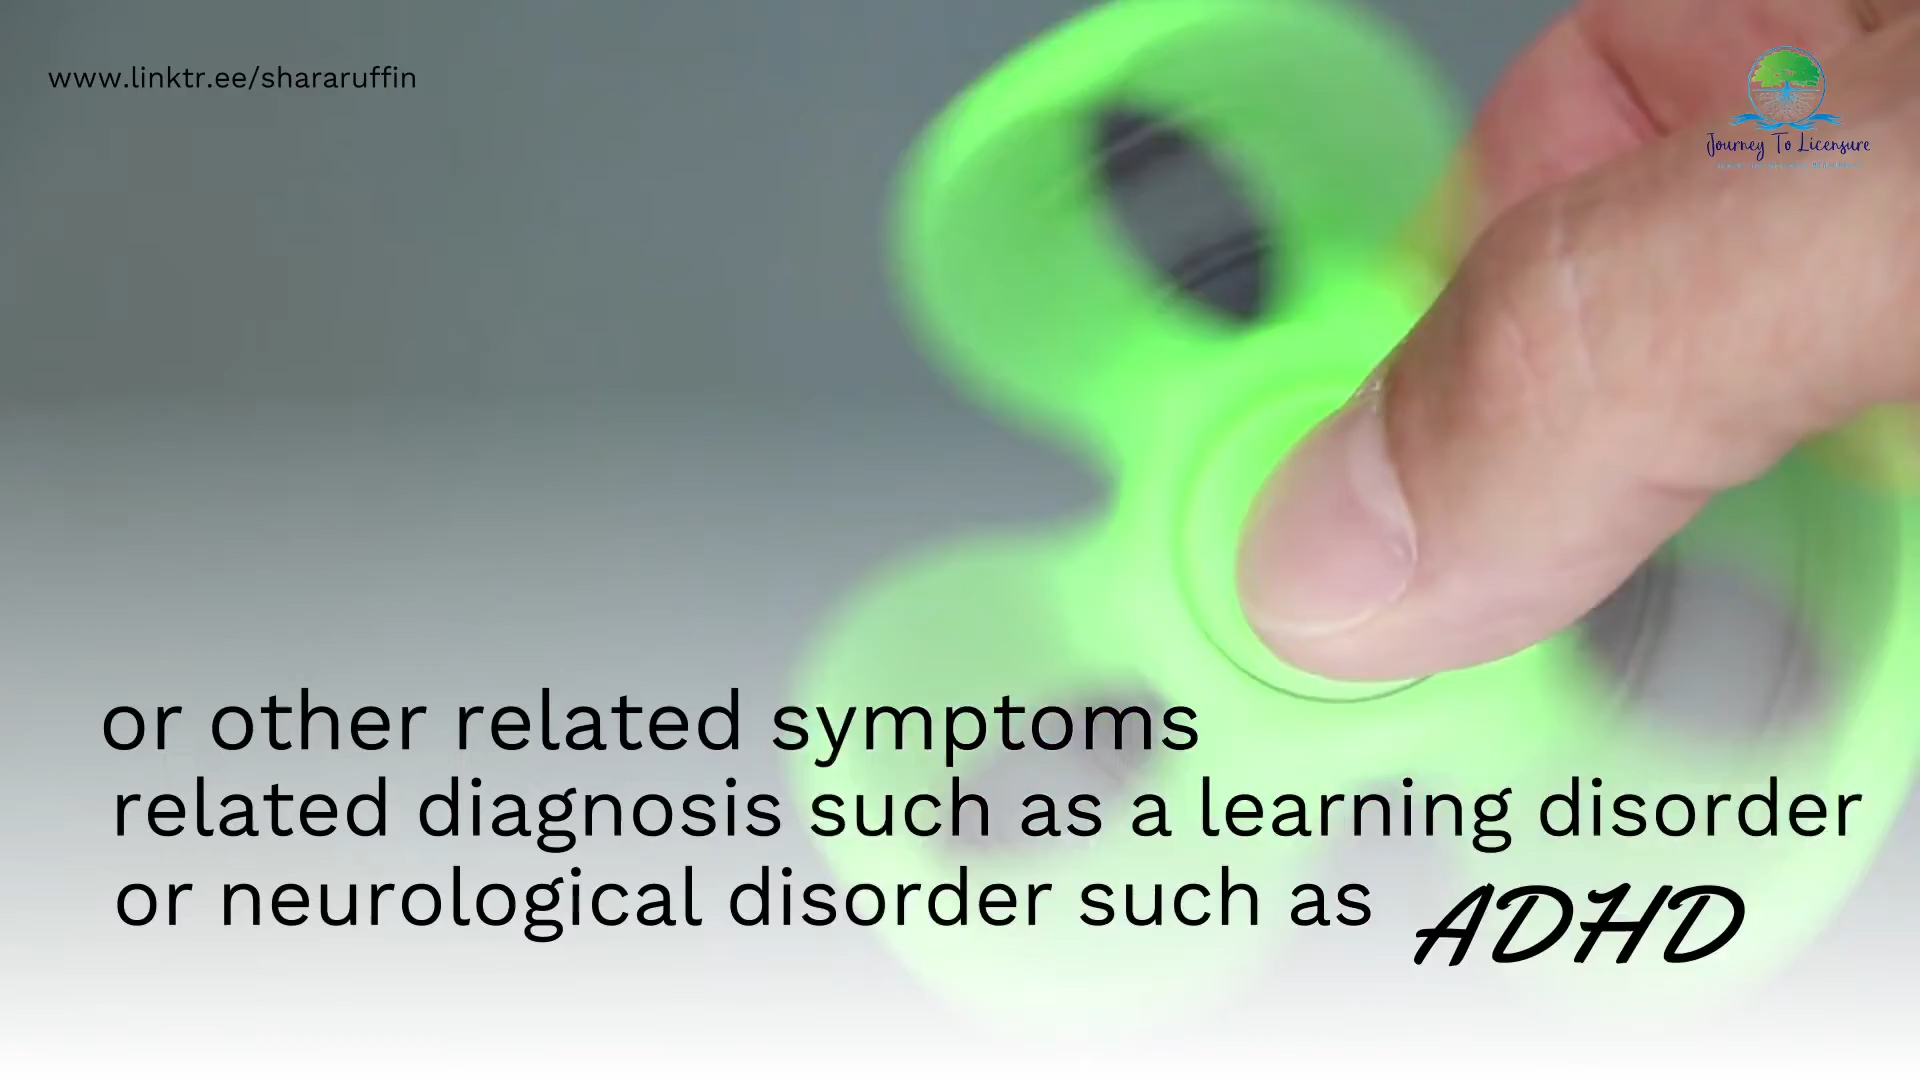 www.linktr.ee/shararuffin
Journey To Licensure
or other related symptoms
related diagnosis such as a learning disorder
or neurological disorder such as ADHD